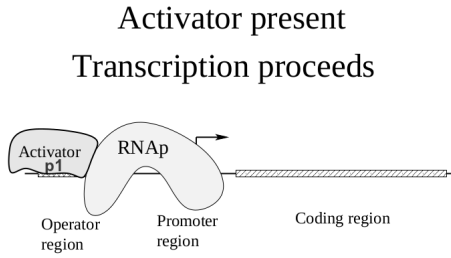 Activator present
Transcription proceeds
Activator
p1
RNAp
Operator
region
Promoter
region
Coding region